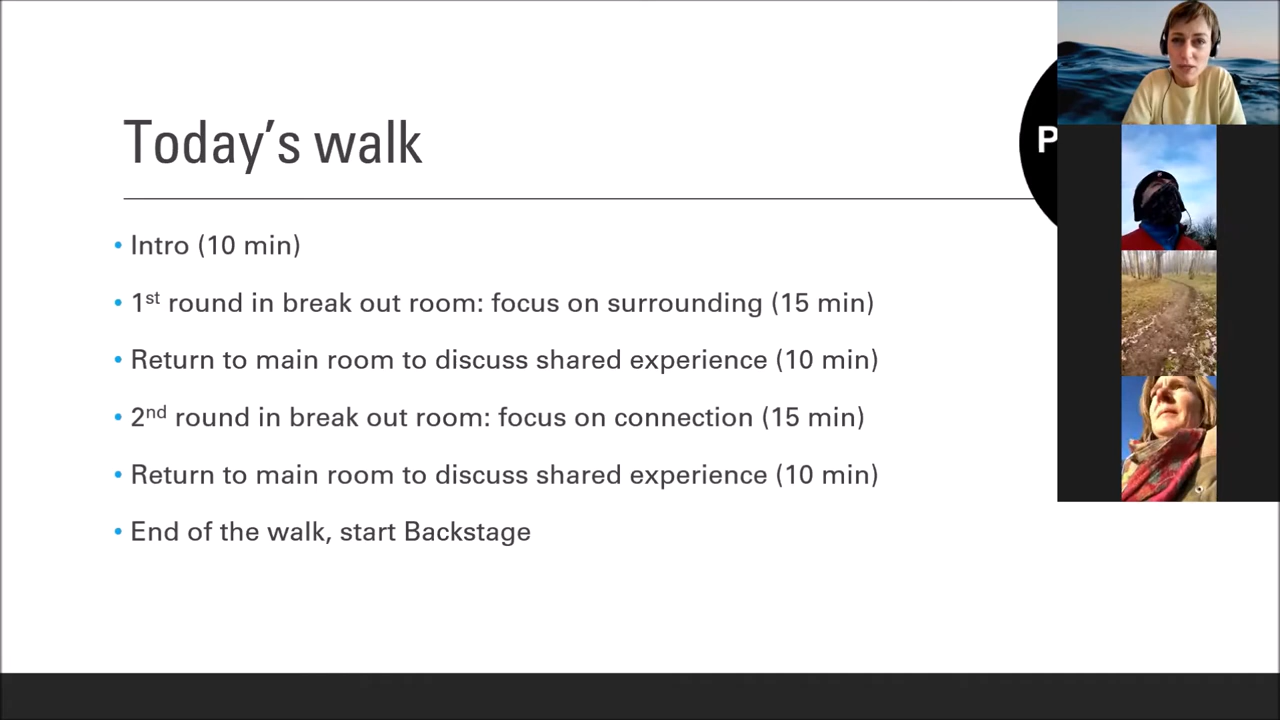 Today's walk
P
• Intro (10 min)
• 1st round in break out room: focus on surrounding (15 min)
• Return to main room to discuss shared experience (10 min)
• 2nd round in break out room: focus on connection (15 min)
• Return to main room to discuss shared experience (10 min)
• End of the walk, start Backstage